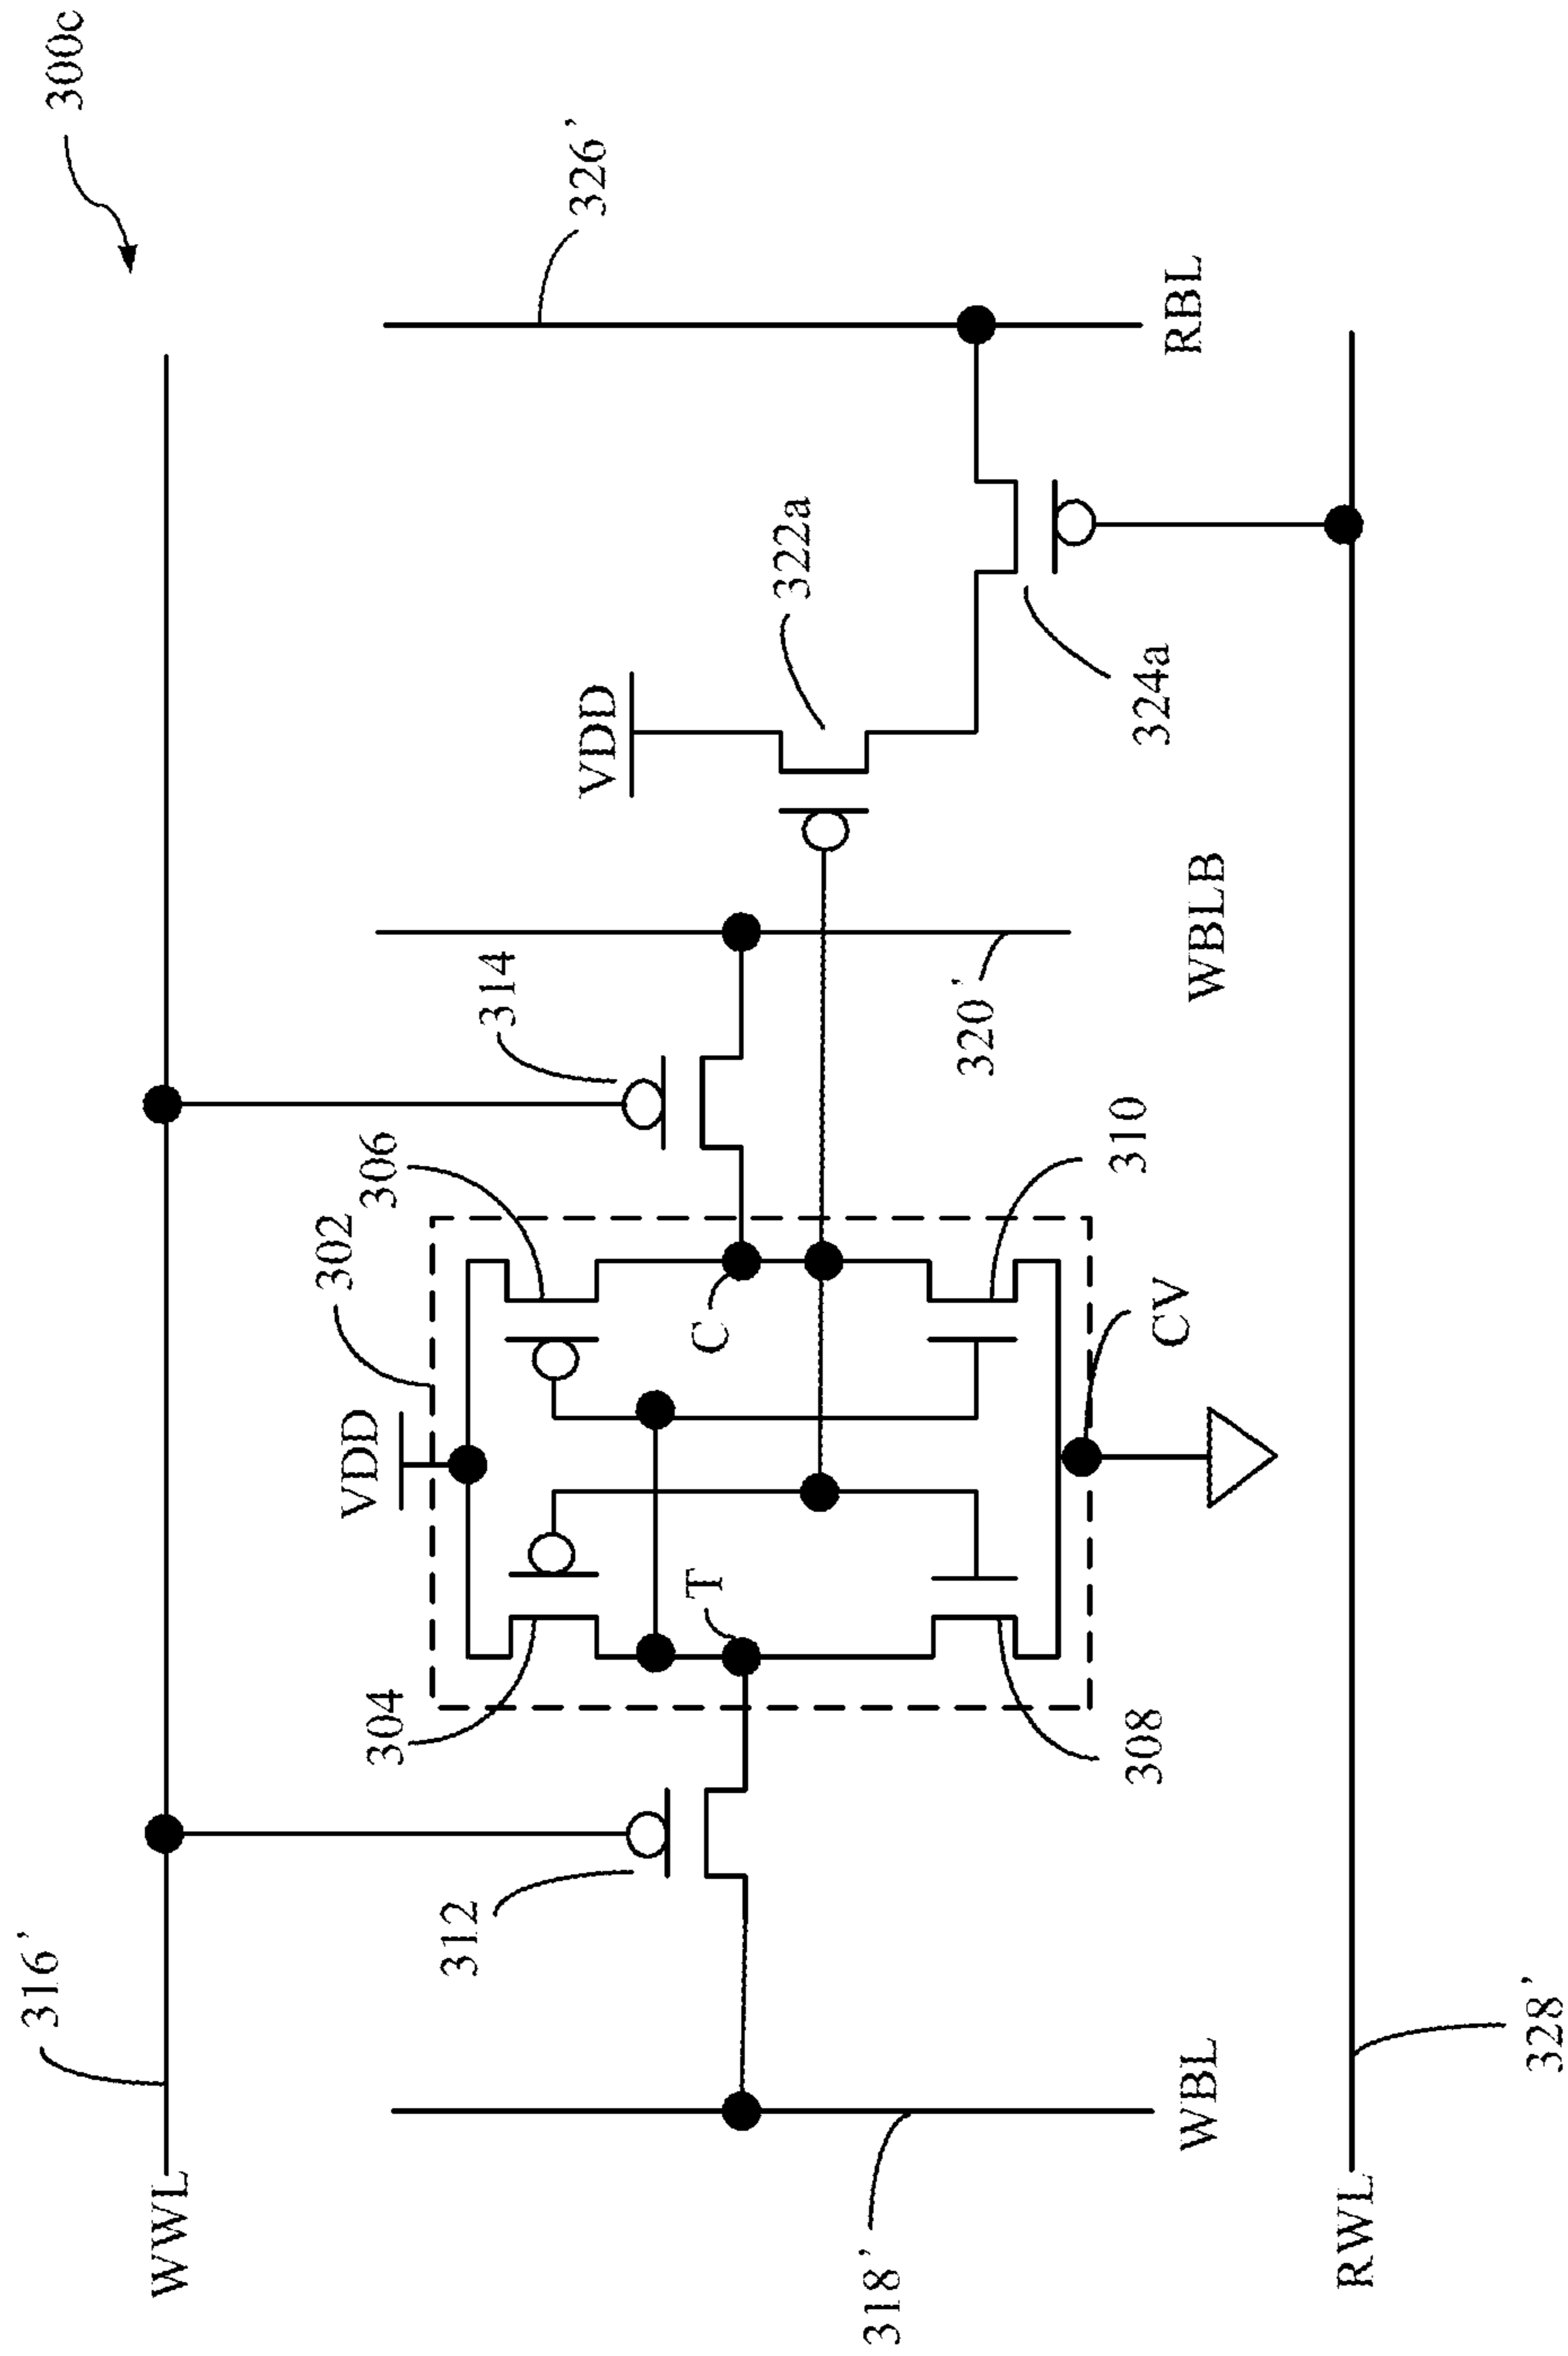 300c
WWL
316'
326'
VDD
302
306
314
VDD
322a
304
312
T
C
324a
320'
308
310
CV
318'
WBL
WBLB
RBL
RWL
328'